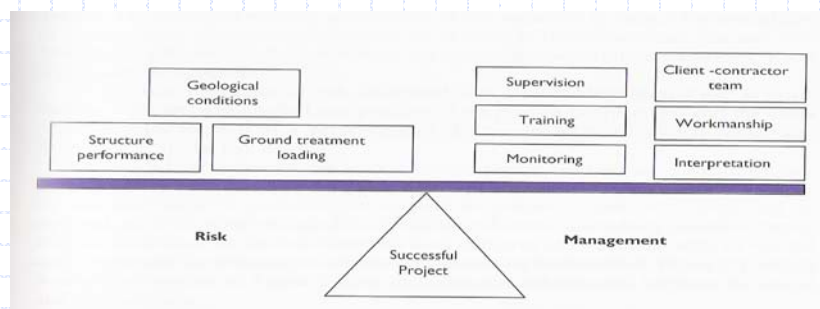 Geological
conditions
Structure
performance
Ground treatment
loading
Supervision
Training
Monitoring
Client -contractor
team
Workmanship
Interpretation
Risk
Management
Successful
Project